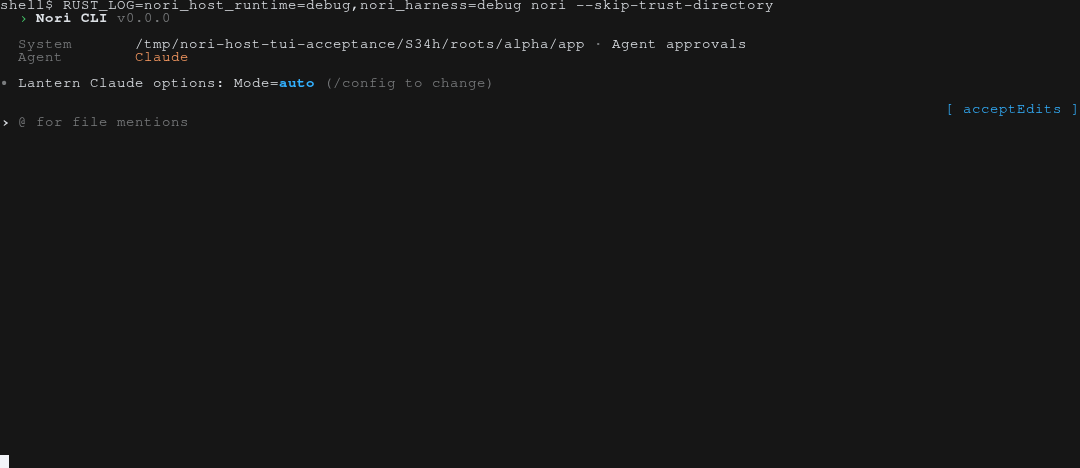 shell$ RUST_LOG=nori_host_runtime=debug,nori_harness=debug nori --skip-trust-directory
› Nori CLI v0.0.0
System /tmp/nori-host-tui-acceptance/S34h/roots/alpha/app · Agent approvals
Agent Claude
• Lantern Claude options: Mode=auto (/config to change)
[ acceptEdits ]
› @ for file mentions